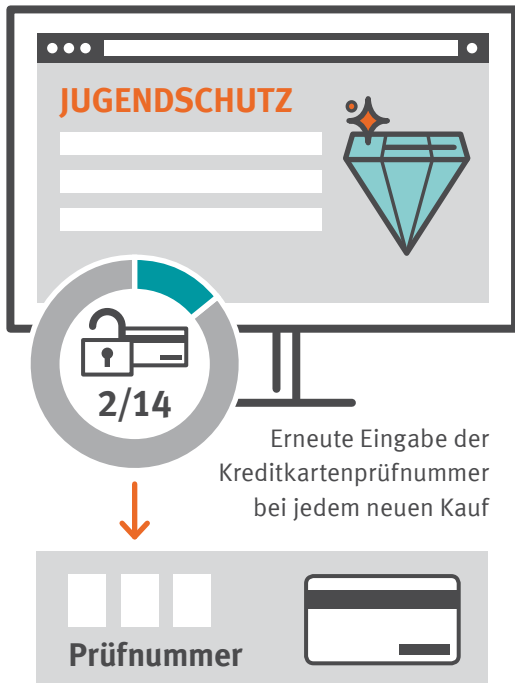 JUGENDSCHUTZ
2/14
Erneute Eingabe der
Kreditkartenprüfnummer
bei jedem neuen Kauf
Prüfnummer